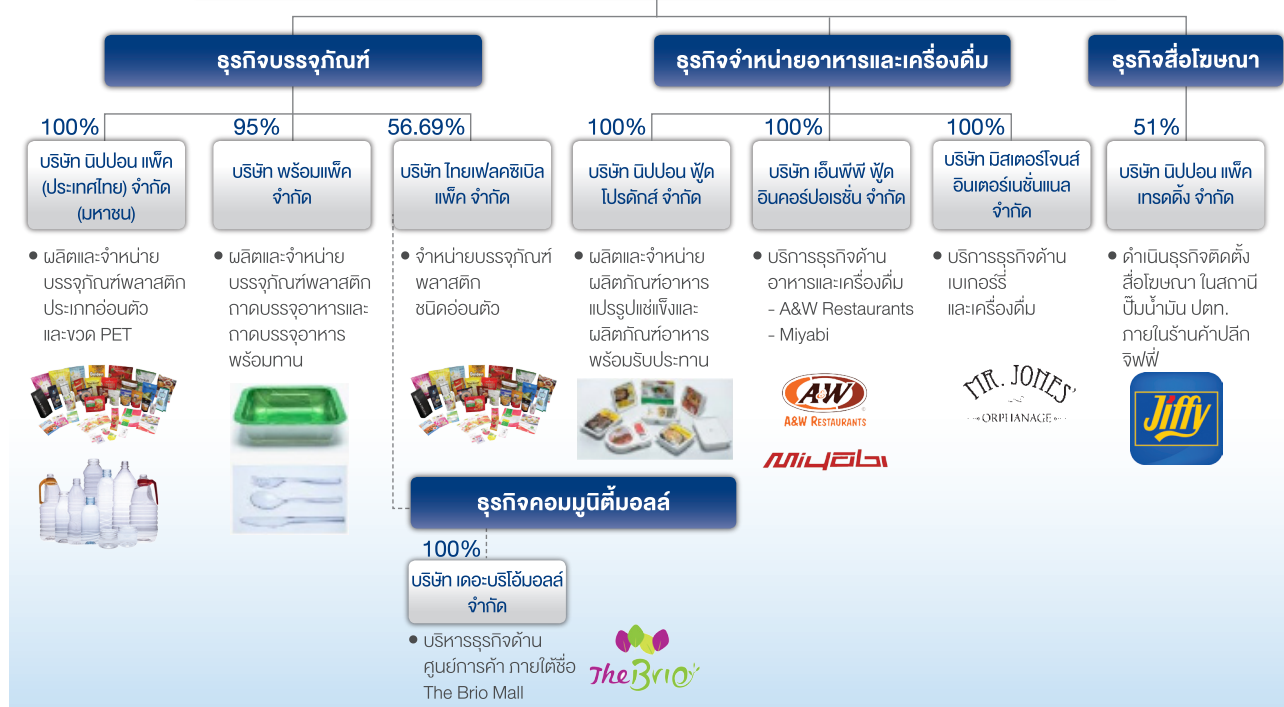 ธุรกิจบรรจุภัณฑ์
100%
บริษัท นิปปอน แพ็ค
(ประเทศไทย) จำกัด
(มหาชน)
● ผลิตและจำหน่าย
บรรจุภัณฑ์พลาสติก
ประเภทอ่อนตัว
และขวด PET
95%
บริษัท พร้อมแพ็ค
จำกัด
● ผลิตและจำหน่าย
บรรจุภัณฑ์พลาสติก
ถาดบรรจุอาหารและ
ถาดบรรจุอาหาร
พร้อมทาน
56.69%
บริษัท ไทยเฟลคซิเบิล
แพ็ค จำกัด
● จำหน่ายบรรจุภัณฑ์
พลาสติก
ชนิดอ่อนตัว
ธุรกิจจำหน่ายอาหารและเครื่องดื่ม
100%
บริษัท นิปปอน ฟู้ด
โปรดักส์ จำกัด
● ผลิตและจำหน่าย
ผลิตภัณฑ์อาหาร
แปรรูปแช่แข็งและ
ผลิตภัณฑ์อาหาร
พร้อมรับประทาน
100%
บริษัท เอ็นพีพี ฟู้ด
อินคอร์ปอเรชั่น จำกัด
● บริการธุรกิจด้าน
อาหารและเครื่องดื่ม
- A&W Restaurants
- Miyabi
A&W
A&W RESTAURANTS
Miyabi
100%
บริษัท มิสเตอร์โจนส์
อินเตอร์เนชั่นแนล
จำกัด
● บริการธุรกิจด้าน
เบเกอร์รี่
และเครื่องดื่ม
MR. JONES'
ORPHANAGE
ธุรกิจสื่อโฆษณา
51%
บริษัท นิปปอน แพ็ค
เทรดดิ้ง จำกัด
● ดำเนินธุรกิจติดตั้ง
สื่อโฆษณา ในสถานี
ปั๊มน้ำมัน ปตท.
ภายในร้านค้าปลีก
จิฟฟี่
Jiffy
ธุรกิจคอมมูนิตี้มอลล์
100%
บริษัท เดอะบริโอ้มอลล์
จำกัด
● บริหารธุรกิจด้าน
ศูนย์การค้า ภายใต้ชื่อ
The Brio Mall
The Brio